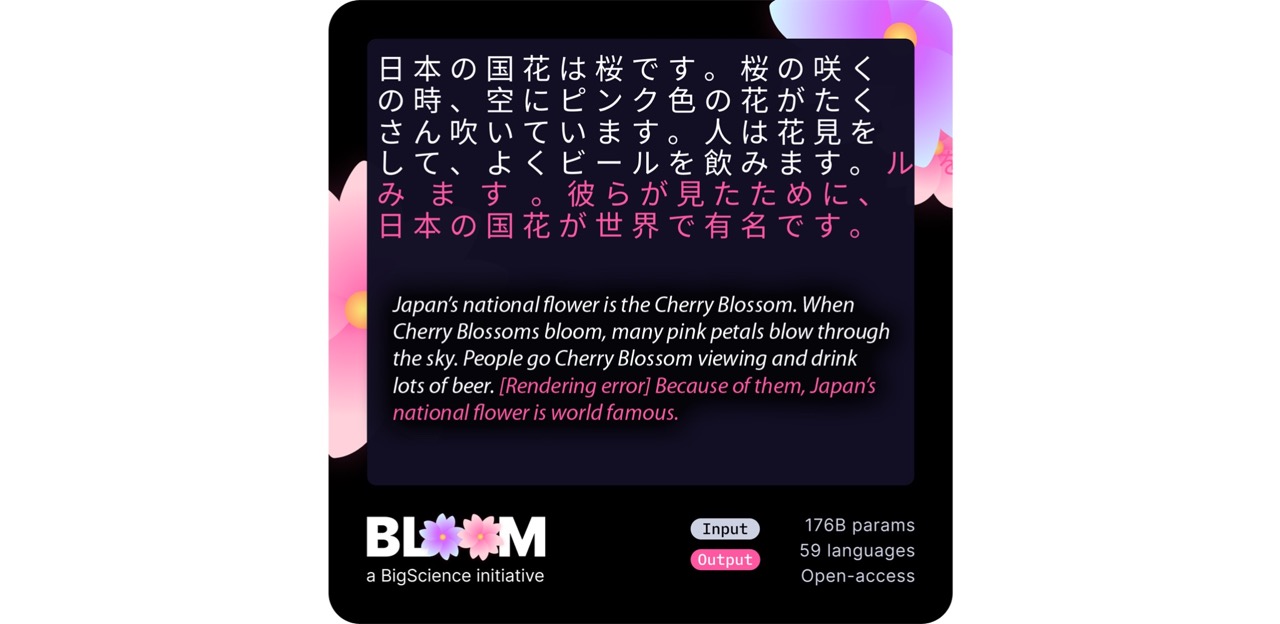 日本の国花は桜です。桜の咲く
の時、空にピンク色の花がたく
さん吹いています。人は花見を
して、よくビールを飲みます。ル を
み ま す 。彼らが見たために、
日本の国花が世界で有名です。
Japan's national flower is the Cherry Blossom. When
Cherry Blossoms bloom, many pink petals blow through
the sky. People go Cherry Blossom viewing and drink
lots of beer. [Rendering error] Because of them, Japan's
national flower is world famous.
BLOOM
a BigScience initiative
Input
Output
176B params
59 languages
Open-access